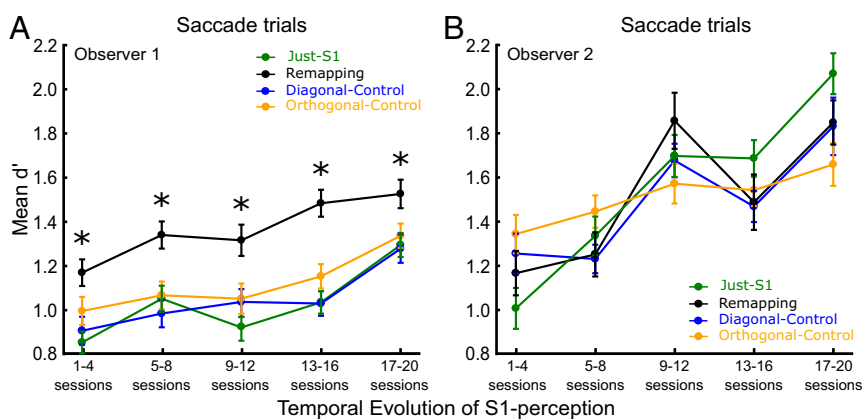 A
Saccade trials
Observer 1
Just-S1
Remapping
Diagonal-Control
Orthogonal-Control
Mean d'
2.2
2.0
1.8
1.6
1.4
1.2
1.0
0.8
*
*
*
*
*
1-4
sessions
5-8
sessions
9-12
sessions
13-16
sessions
17-20
sessions
B
Saccade trials
Observer 2
Just-S1
Remapping
Diagonal-Control
Orthogonal-Control
2.2
2.0
1.8
1.6
1.4
1.2
1.0
0.8
1-4
sessions
5-8
sessions
9-12
sessions
13-16
sessions
17-20
sessions
Temporal Evolution of S1-perception